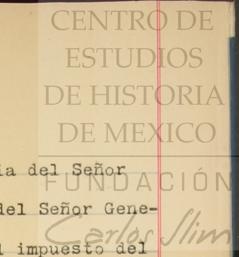 CENTRO DE
ESTUDIOS
DE HISTORIA
DE MEXICO
ia del Señor
FUNDACIÓN
del Señor Gene-
Carlos Slim
l impuesto del